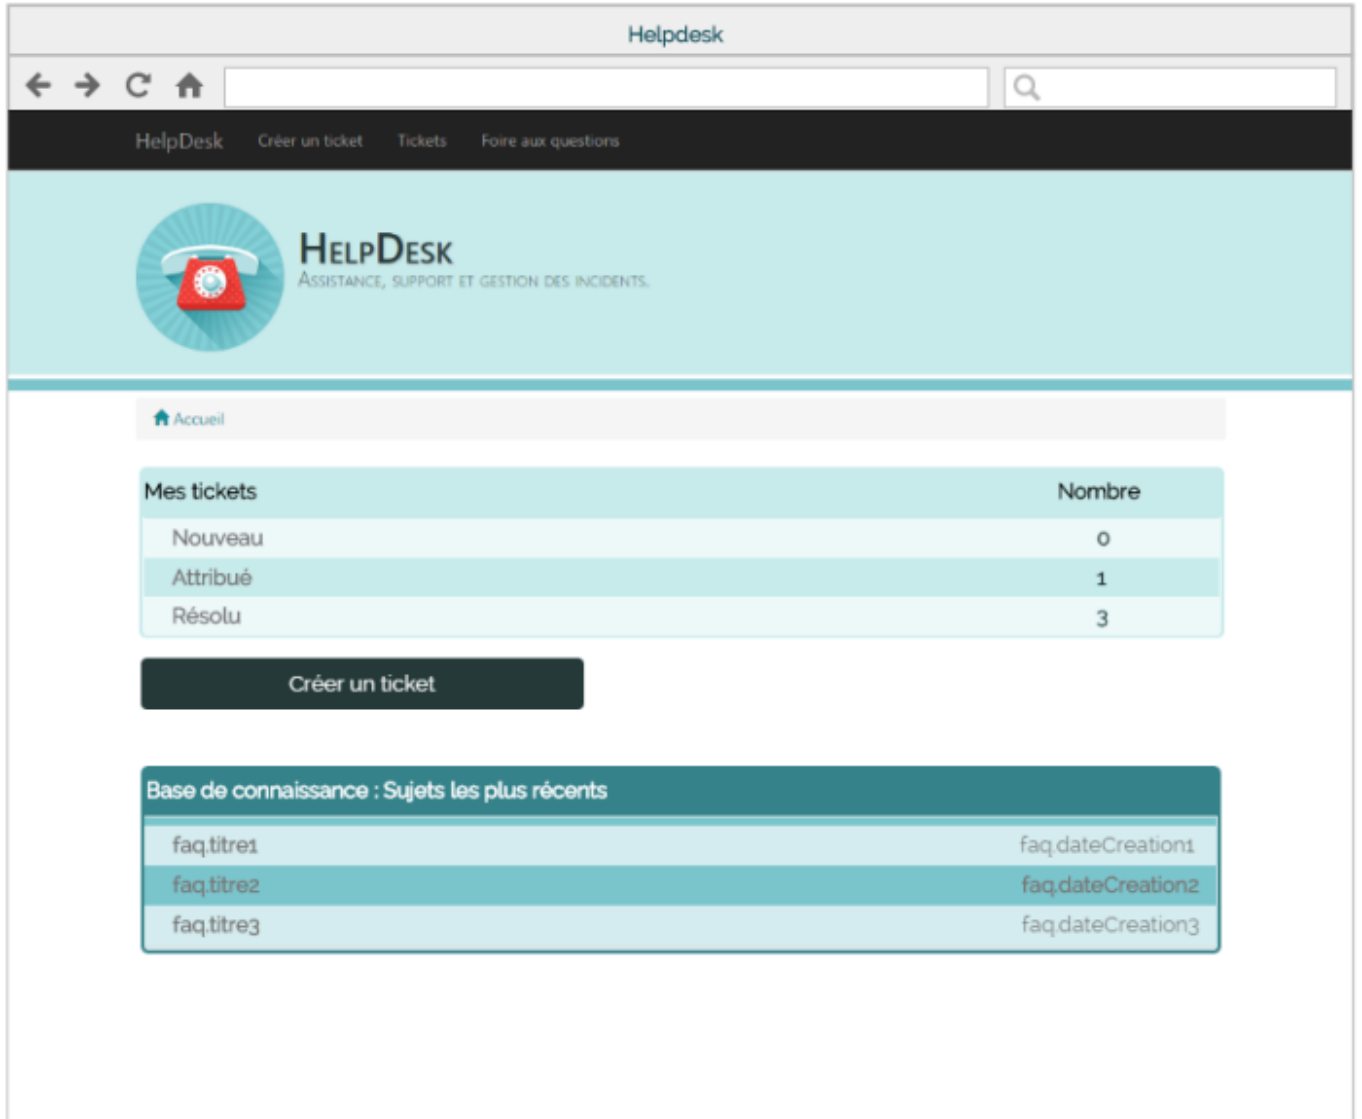 Helpdesk
HelpDesk Créer un ticket Tickets Foire aux questions
HelpDesk
Assistance, support et gestion des incidents.
Accueil
Mes tickets Nombre
Nouveau 0
Attribué 1
Résolu 3
Créer un ticket
Base de connaissance : Sujets les plus récents
faq.titre1 faq.dateCreation1
faq.titre2 faq.dateCreation2
faq.titre3 faq.dateCreation3